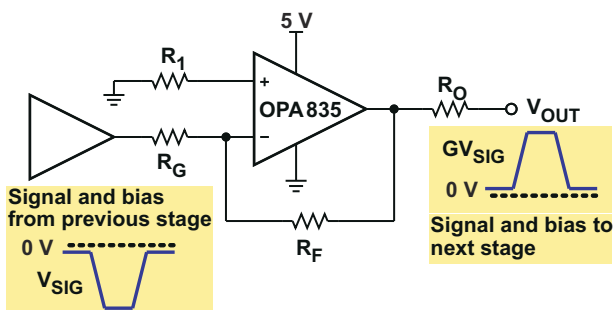 5 V
R1
+
OPA835
−
RO
VOUT
RG
GVSIG
0 V
Signal and bias to
next stage
Signal and bias
from previous stage
0 V
VSIG
RF